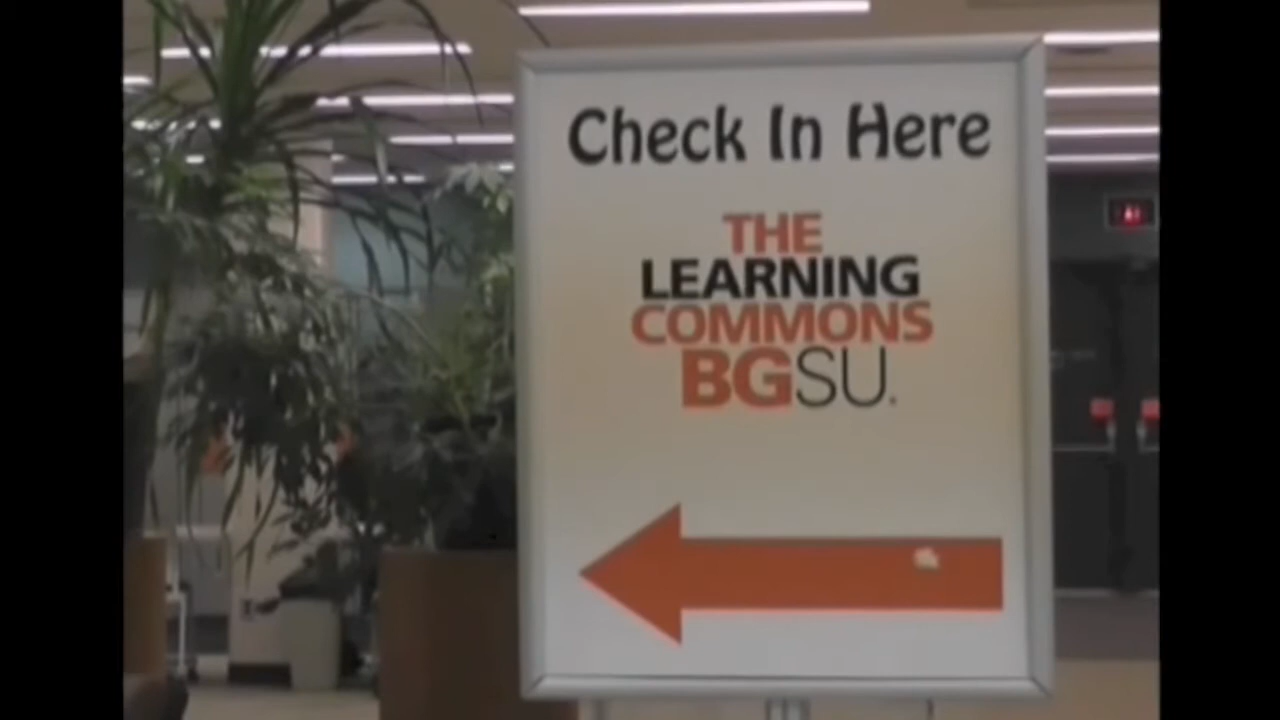 Check In Here
THE
LEARNING
COMMONS
BGSU.